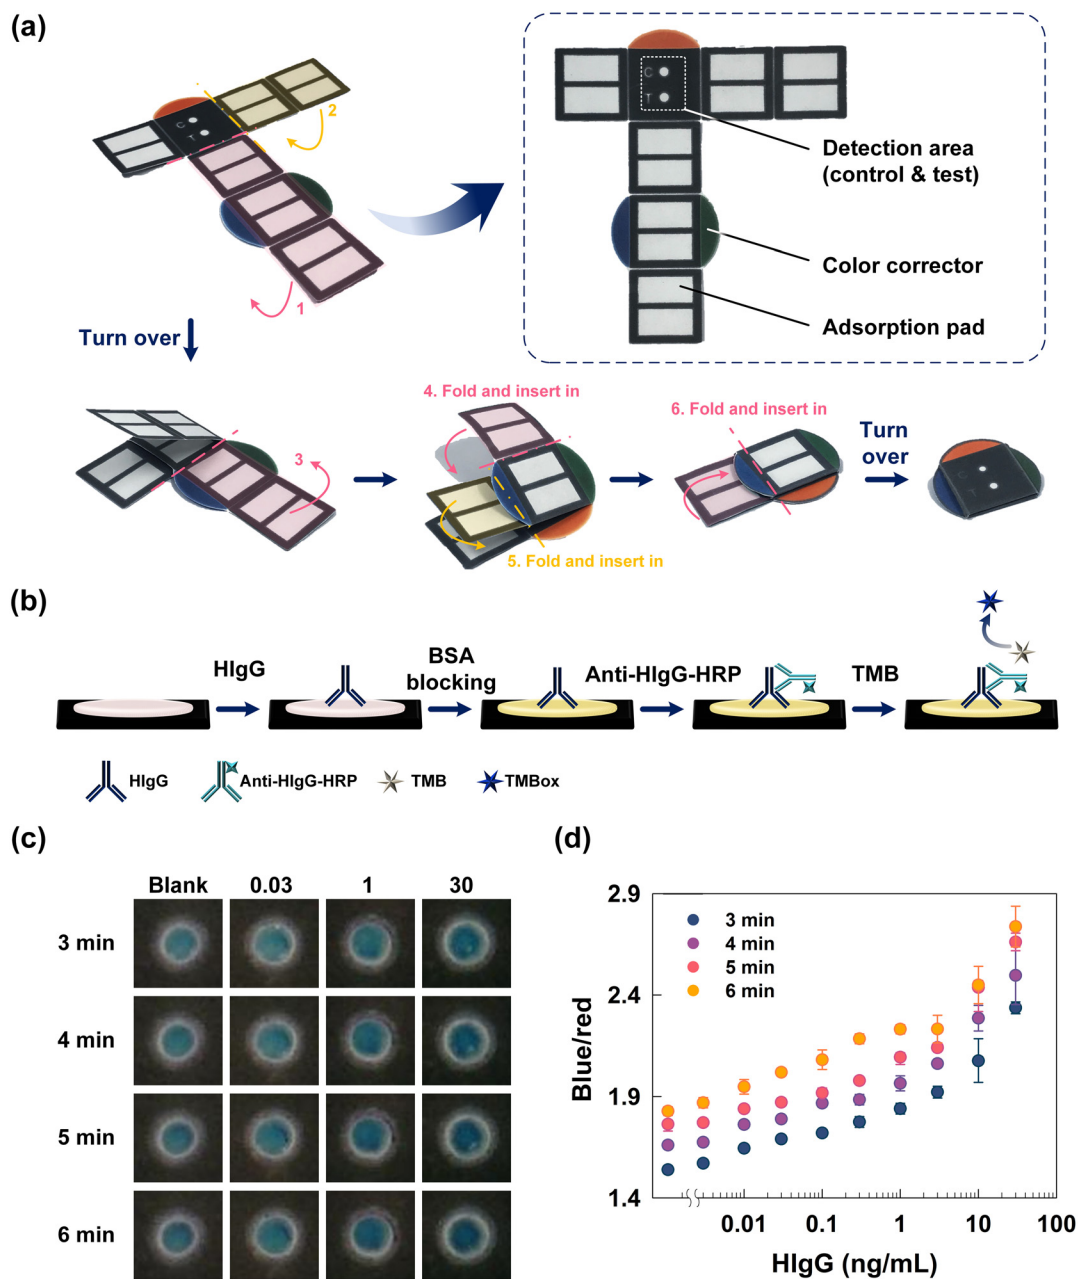 (a)
C
T
2
1
C
T
Detection area
(control & test)
Color corrector
Adsorption pad
Turn over
3
4. Fold and insert in
5. Fold and insert in
6. Fold and insert in
Turn
over
C
T
(b)
HIgG
BSA
blocking
Anti-HIgG-HRP
TMB
HIgG
Anti-HIgG-HRP
TMB
TMBox
(c)
Blank 0.03 1 30
3 min
4 min
5 min
6 min
(d)
2.9
2.4
1.9
1.4
Blue/red
3 min
4 min
5 min
6 min
0.01 0.1 1 10 100
HIgG (ng/mL)